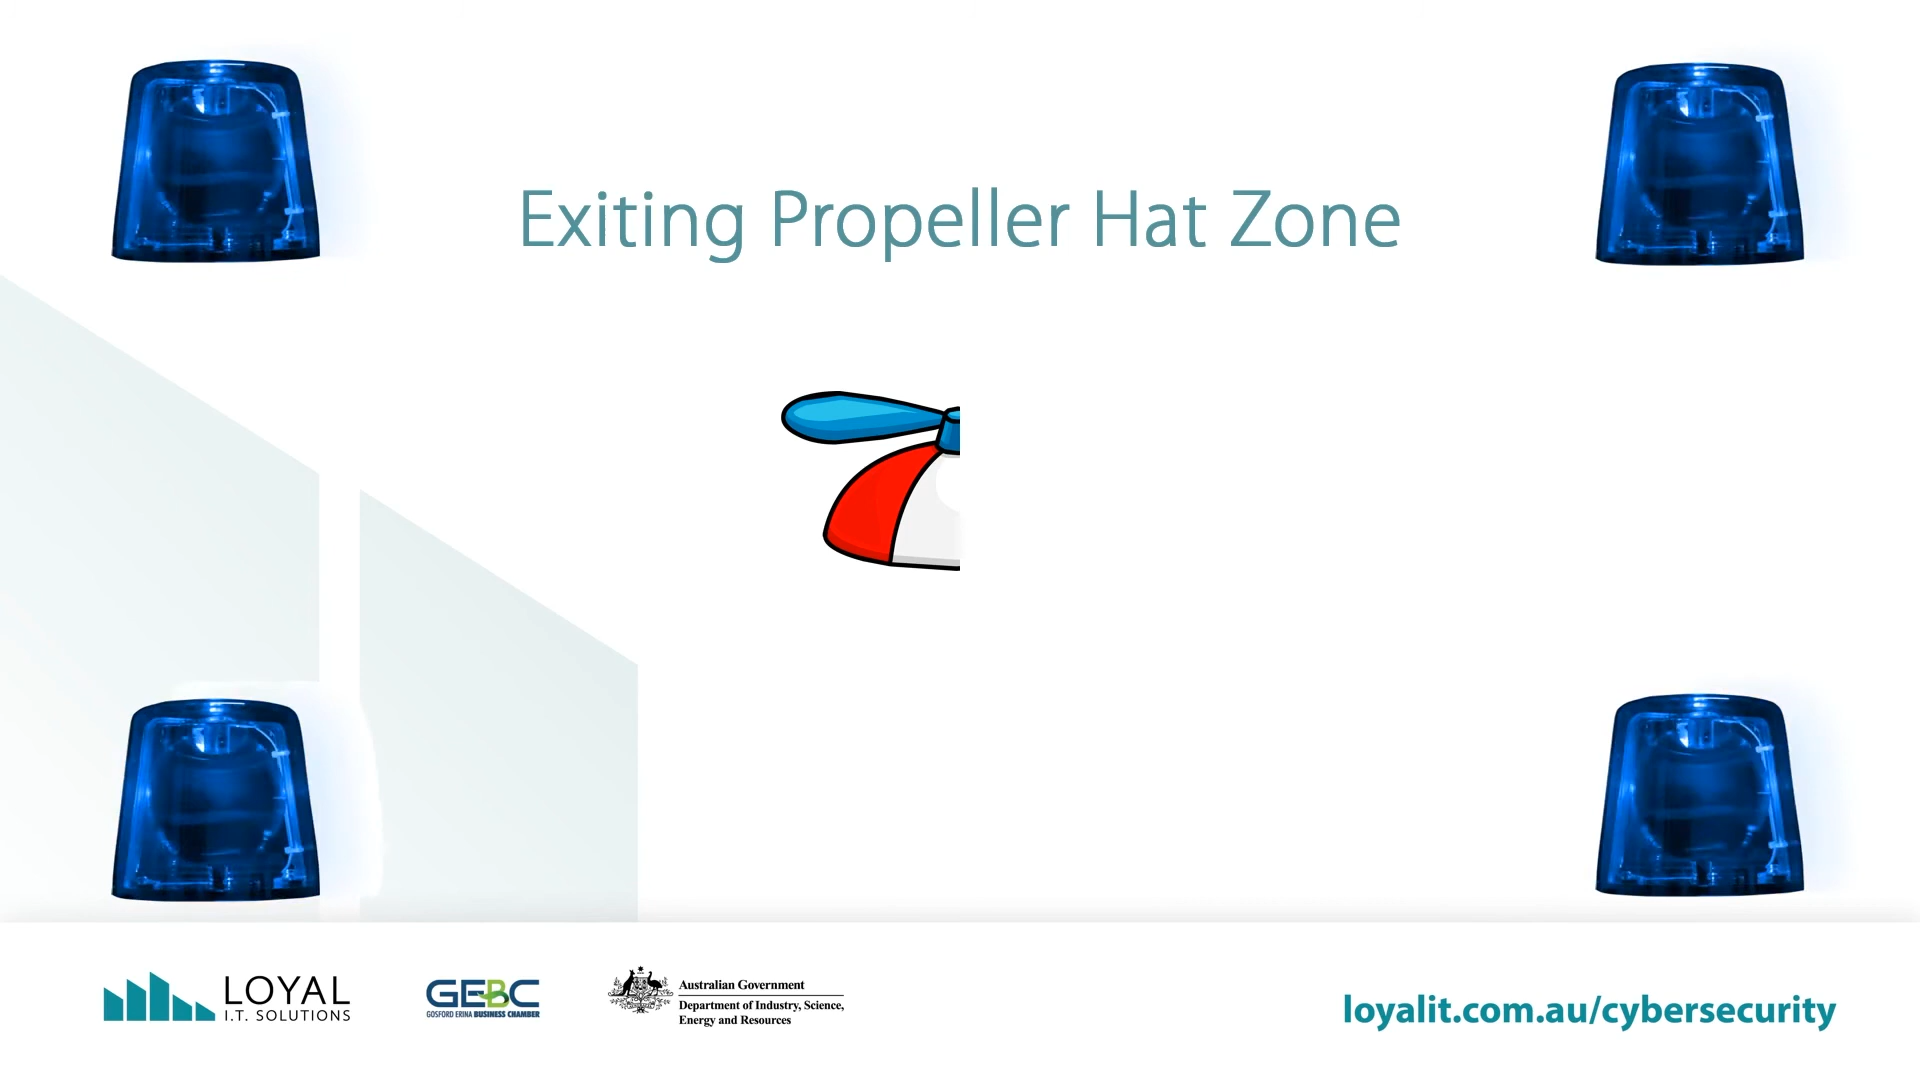 Exiting Propeller Hat Zone
LOYAL
I.T. SOLUTIONS
GEBC
GOSFORD ERINA BUSINESS CHAMBER
Australian Government
Department of Industry, Science,
Energy and Resources
loyalit.com.au/cybersecurity